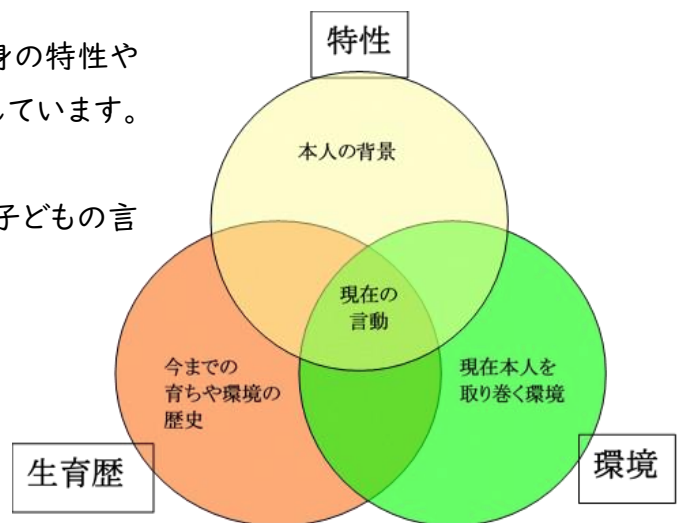 身の特性や
しています。
子どもの言
特性
本人の背景
現在の
言動
今までの
育ちや環境の
歴史
現在本人を
取り巻く環境
生育歴
環境